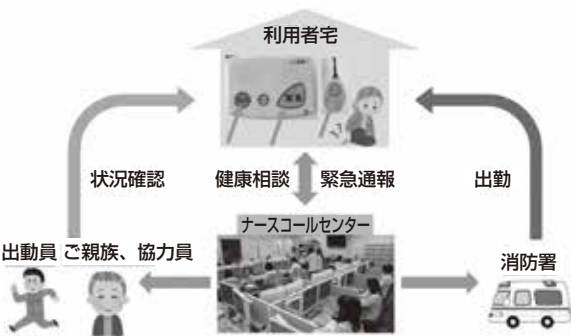 利用者宅
状況確認
健康相談
緊急通報
出勤
ナースコールセンター
出動員
ご親族、協力員
消防署